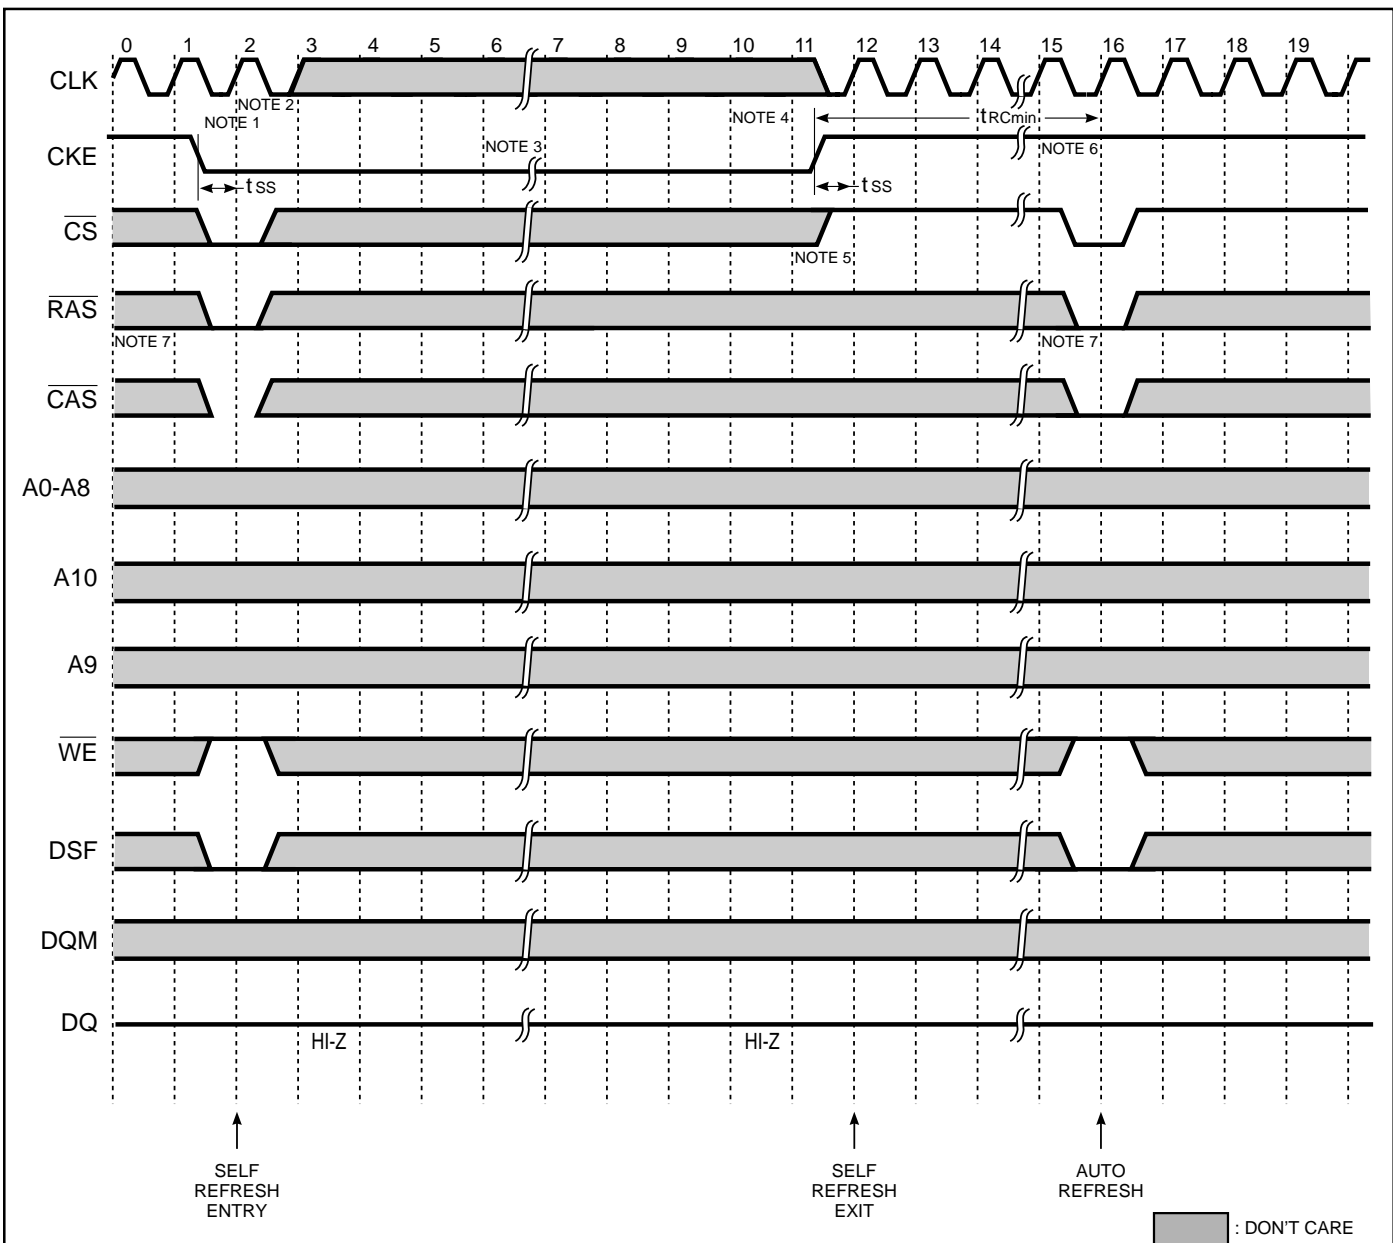 0 1 2 3 4 5 6 7 8 9 10 11 12 13 14 15 16 17 18 19
CLK
NOTE 2
NOTE 1
NOTE 4
tRCmin
CKE
NOTE 3
NOTE 6
tSS
tSS
CS
NOTE 5
RAS
NOTE 7
NOTE 7
CAS
A0-A8
A10
A9
WE
DSF
DQM
DQ
HI-Z
HI-Z
SELF
REFRESH
ENTRY
SELF
REFRESH
EXIT
AUTO
REFRESH
: DON'T CARE